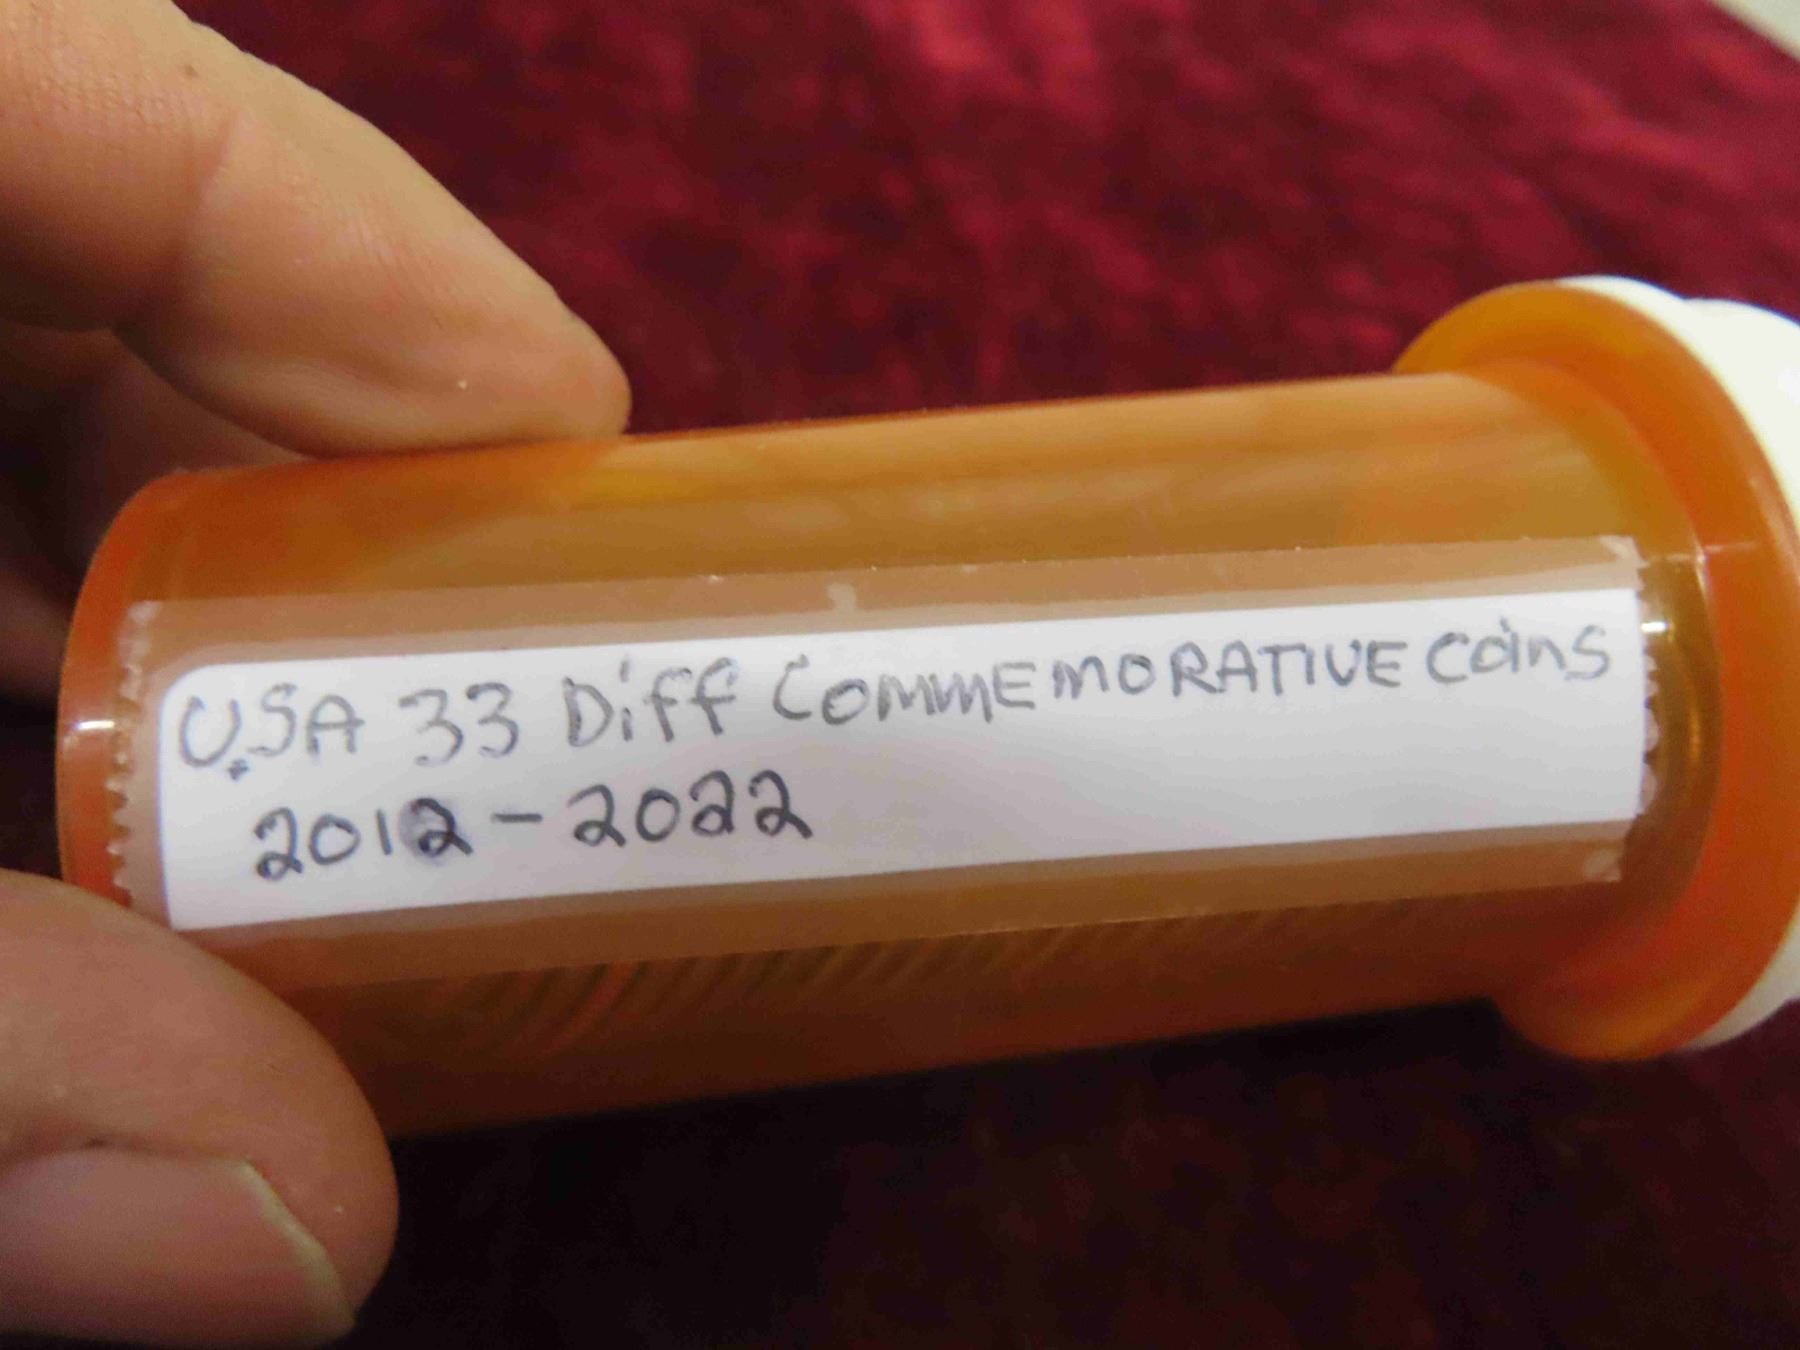 U.SA 33 Diff COMMEMORATIVE Coins
2012 - 2022